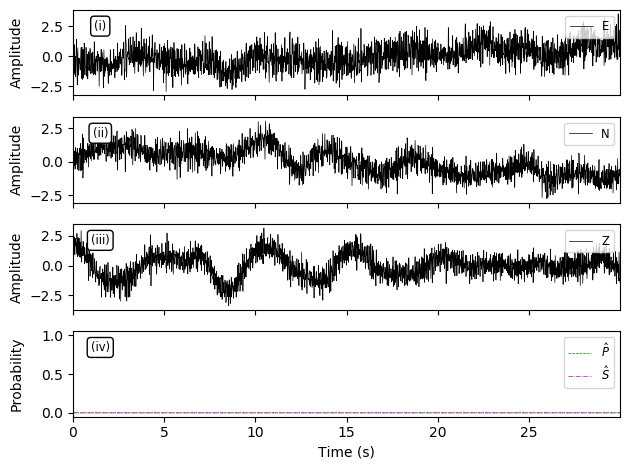 (i)
E
Amplitude
2.5
0.0
−2.5
(ii)
N
Amplitude
2.5
0.0
−2.5
(iii)
Z
Amplitude
2.5
0.0
−2.5
(iv)
P̂
Ŝ
Probability
1.0
0.5
0.0
0 5 10 15 20 25
Time (s)